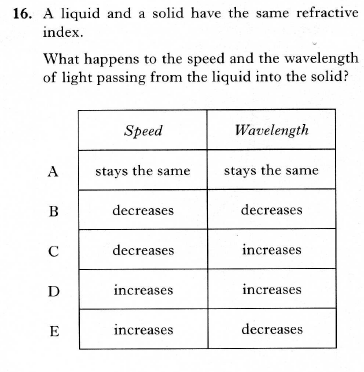 16. A liquid and a solid have the same refractive
index.
What happens to the speed and the wavelength
of light passing from the liquid into the solid?
Speed Wavelength
A stays the same stays the same
B decreases decreases
C decreases increases
D increases increases
E increases decreases